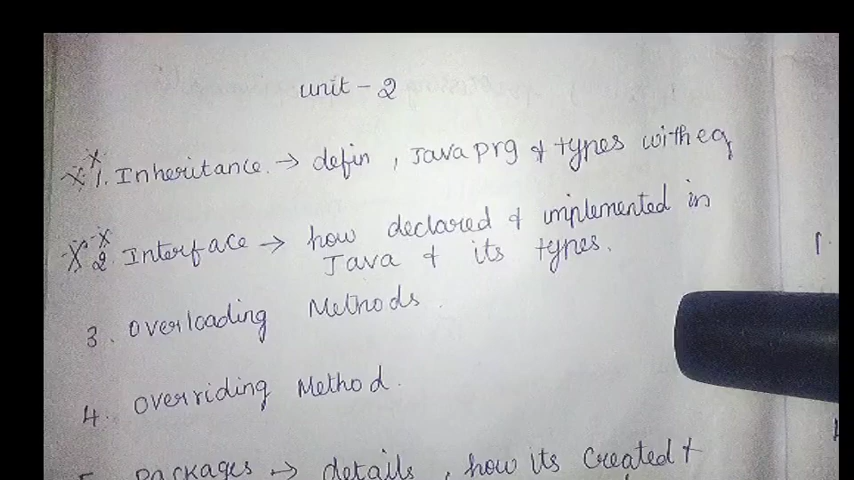 unit - 2
1. Inheritance → defin, Java prg & types with eg
2. Interface → how declared & implemented in
Java & its types.
3. Overloading Methods
4. Overriding Method.
5. Packages → details, how its created &